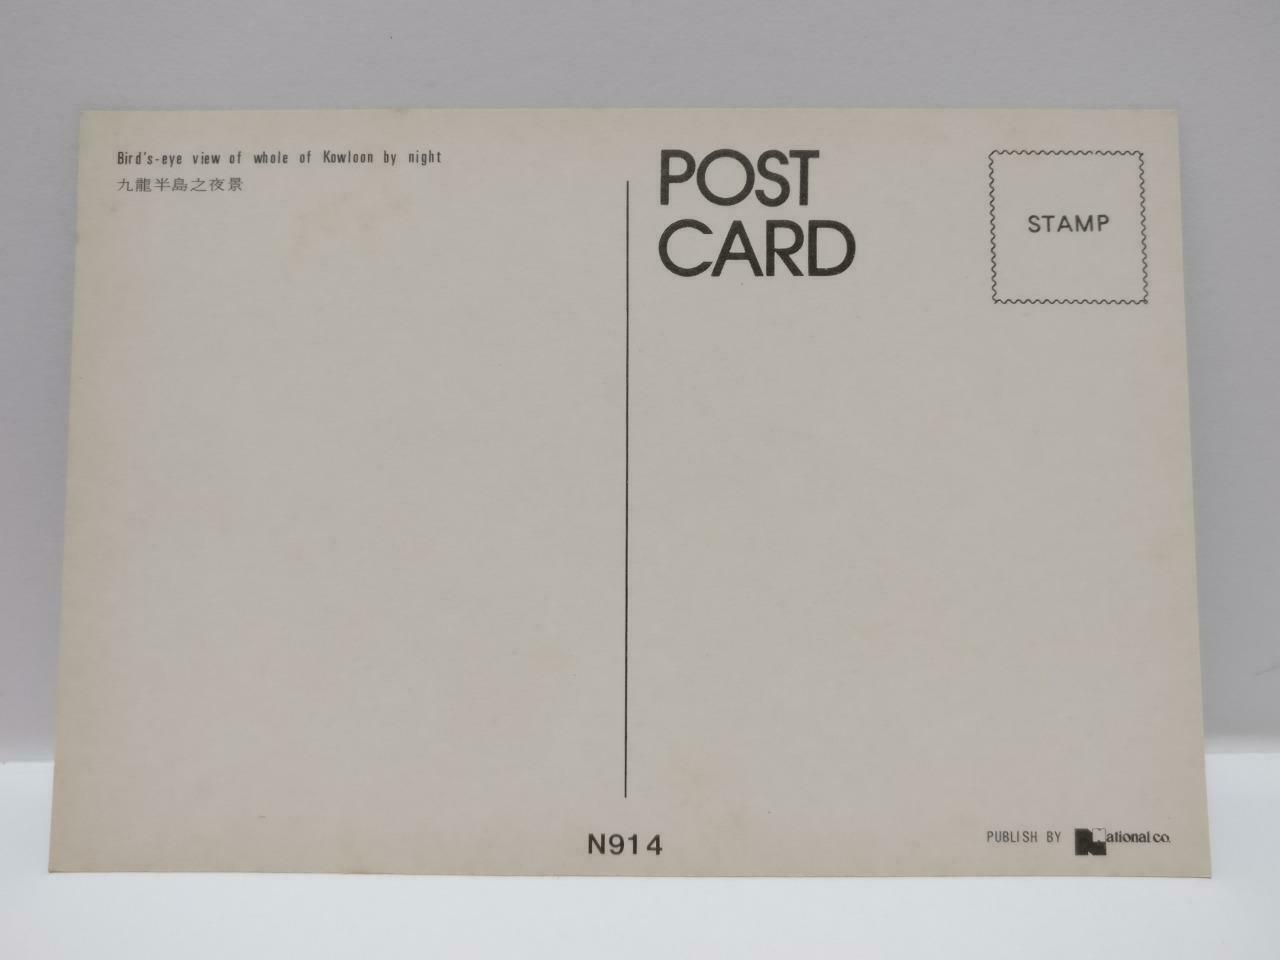 Bird's-eye view of whole of Kowloon by night
九龍半島之夜景
POST
CARD
STAMP
N914
PUBLISH BY National co.